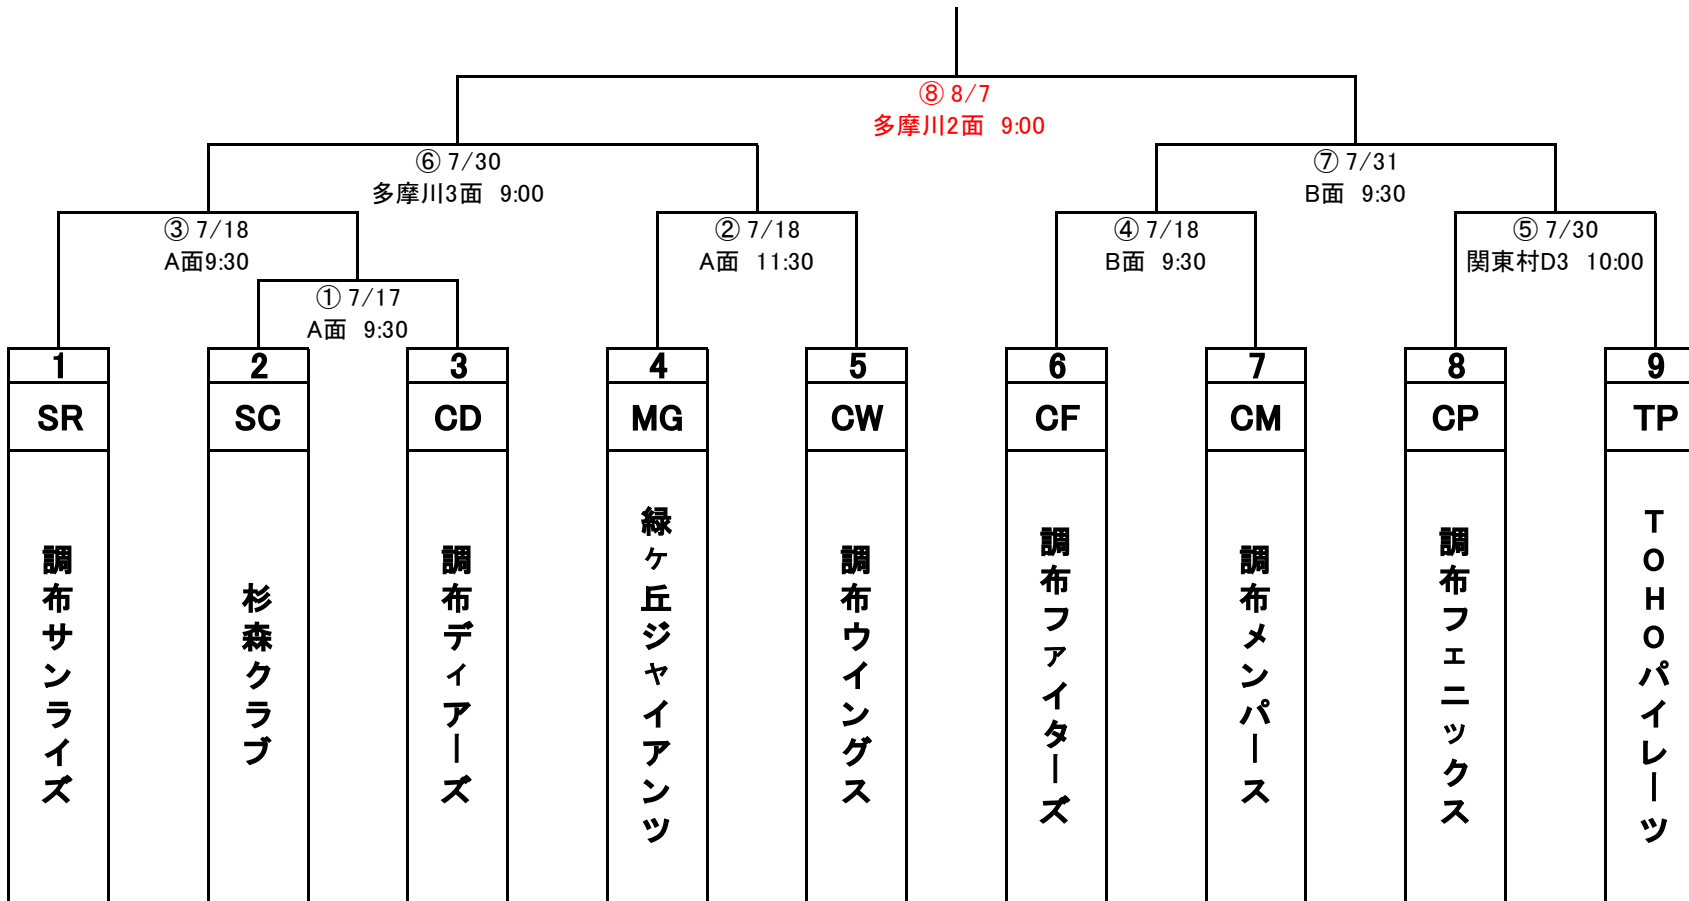 ⑧ 8/7
多摩川2面 9:00
⑥ 7/30
多摩川3面 9:00
⑦ 7/31
B面 9:30
③ 7/18
A面9:30
② 7/18
A面 11:30
④ 7/18
B面 9:30
⑤ 7/30
関東村D3 10:00
① 7/17
A面 9:30
1
2
3
4
5
6
7
8
9
SR
SC
CD
MG
CW
CF
CM
CP
TP
調布サンライズ
杉森クラブ
調布ディアーズ
緑ヶ丘ジャイアンツ
調布ウイングス
調布ファイターズ
調布メンパース
調布フェニックス
TOHOパイレーツ